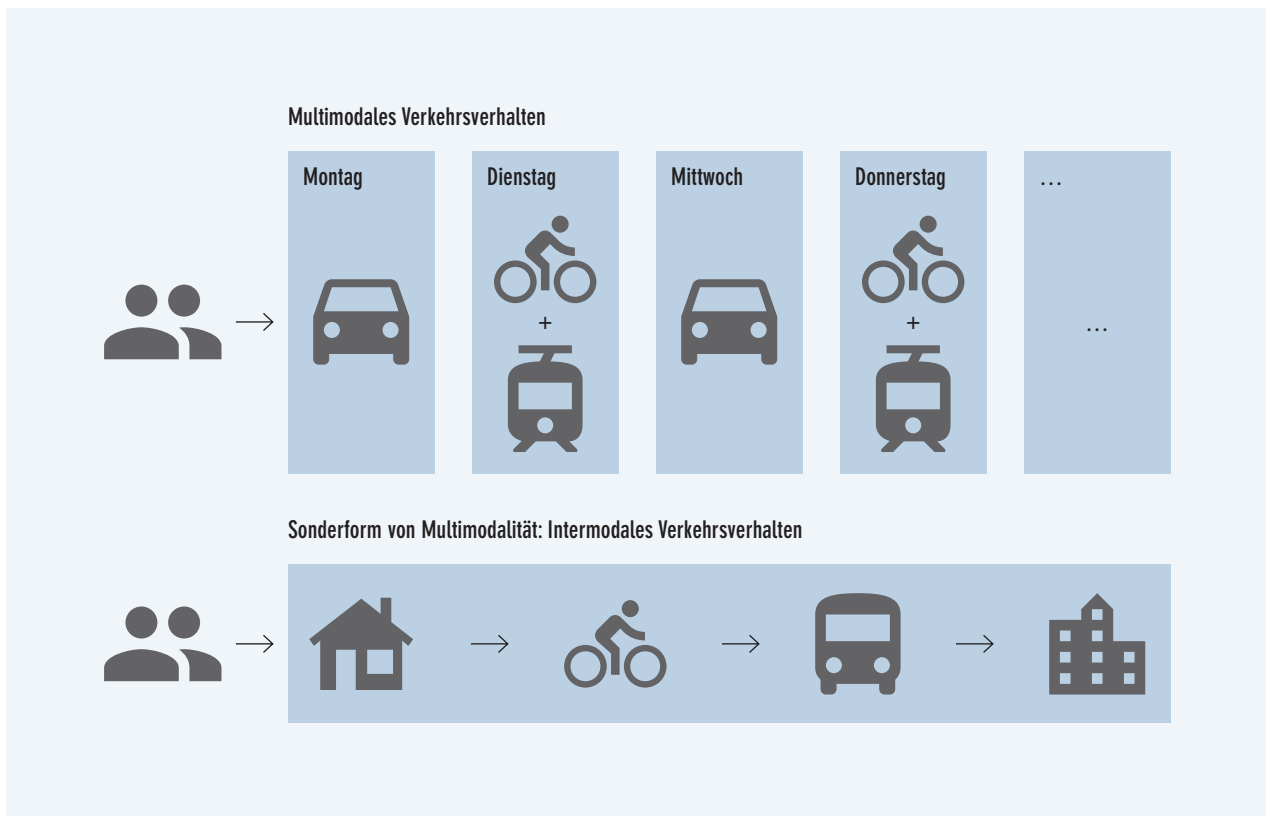 Multimodales Verkehrsverhalten
Montag
Dienstag
Mittwoch
Donnerstag
...
+
+
...
Sonderform von Multimodalität: Intermodales Verkehrsverhalten